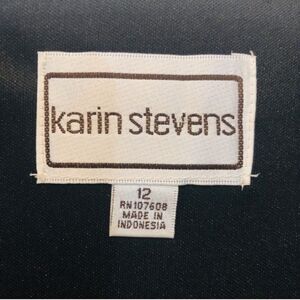 karin stevens
12
RN107608
MADE IN
INDONESIA